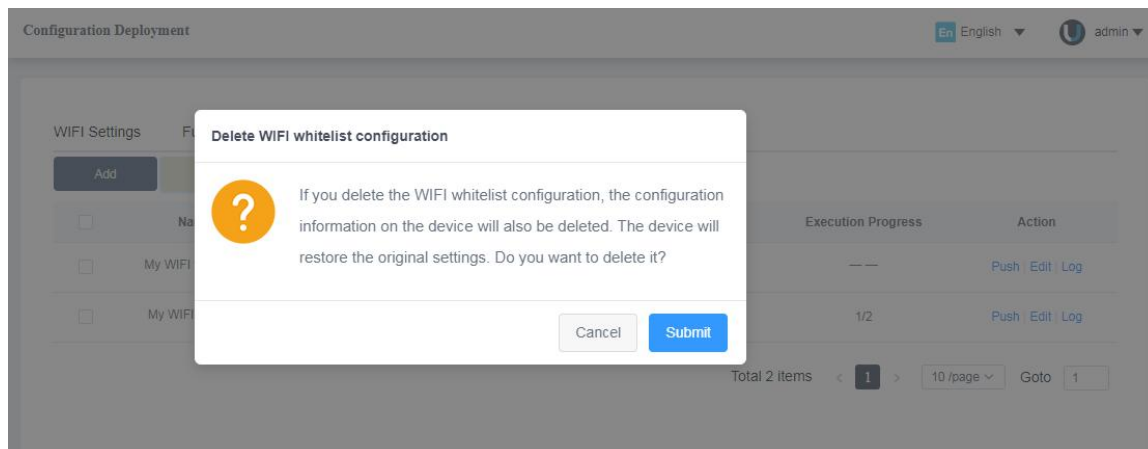 Configuration Deployment
En English
admin
WIFI Settings
Delete WIFI whitelist configuration
Add
If you delete the WIFI whitelist configuration, the configuration
information on the device will also be deleted. The device will
restore the original settings. Do you want to delete it?
Execution Progress Action
My WIFI — — Push | Edit | Log
My WIFI 1/2 Push | Edit | Log
Cancel Submit
Total 2 items < 1 > 10 /page Goto 1